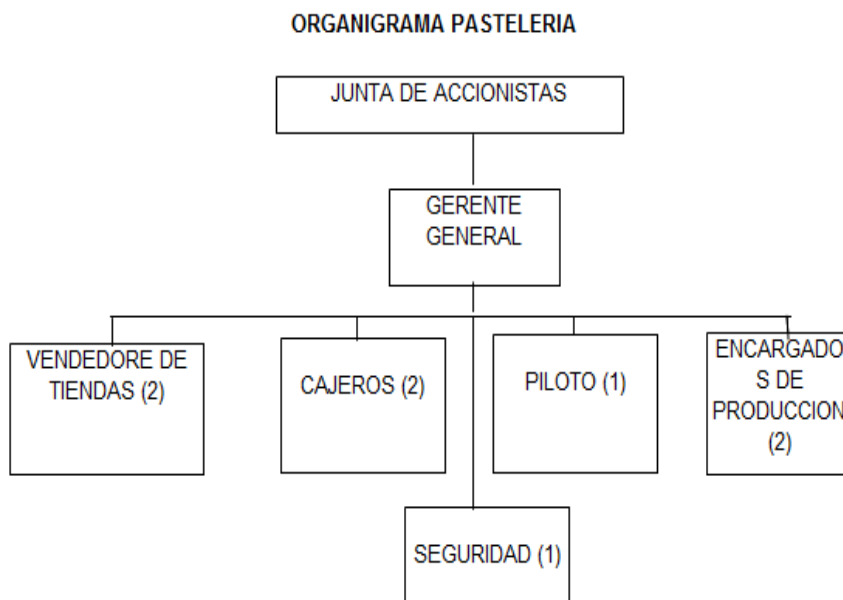 ORGANIGRAMA PASTELERIA
JUNTA DE ACCIONISTAS
GERENTE
GENERAL
VENDEDORE DE
TIENDAS (2)
CAJEROS (2)
PILOTO (1)
ENCARGADO
S DE
PRODUCCION
(2)
SEGURIDAD (1)